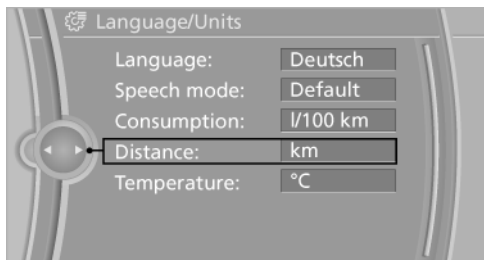 Language/Units
Language: Deutsch
Speech mode: Default
Consumption: l/100 km
Distance: km
Temperature: °C